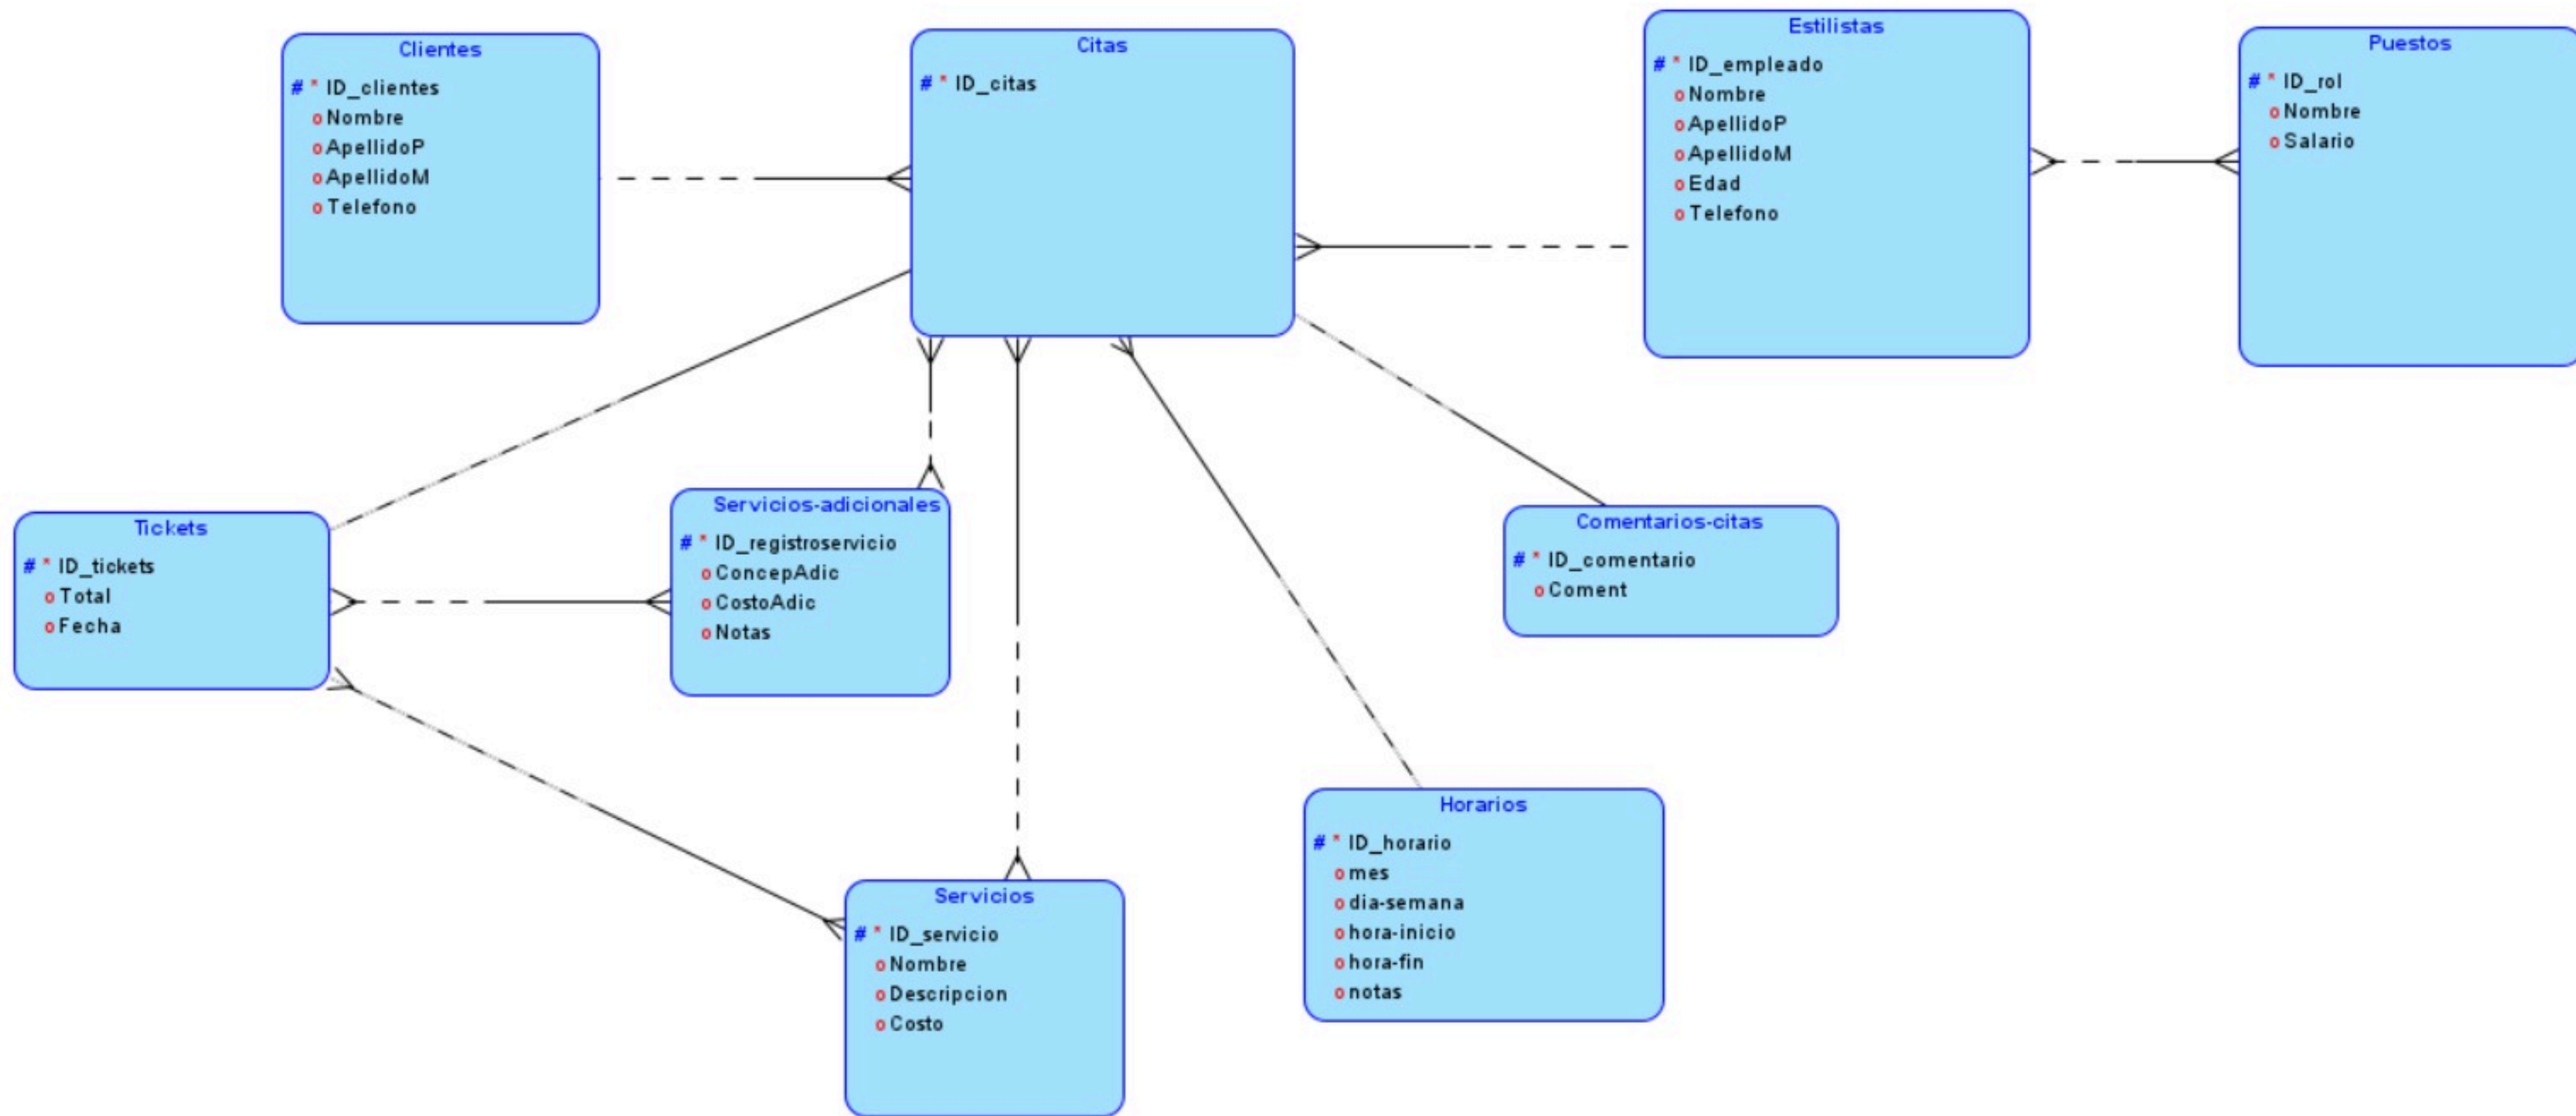 Clientes
# * ID_clientes
o Nombre
o ApellidoP
o ApellidoM
o Telefono
Citas
# * ID_citas
Estilistas
# * ID_empleado
o Nombre
o ApellidoP
o ApellidoM
o Edad
o Telefono
Puestos
# * ID_rol
o Nombre
o Salario
Tickets
# * ID_tickets
o Total
o Fecha
Servicios-adicionales
# * ID_registroservicio
o ConcepAdic
o CostoAdic
o Notas
Comentarios-citas
# * ID_comentario
o Coment
Servicios
# * ID_servicio
o Nombre
o Descripcion
o Costo
Horarios
# * ID_horario
o mes
o dia-semana
o hora-inicio
o hora-fin
o notas